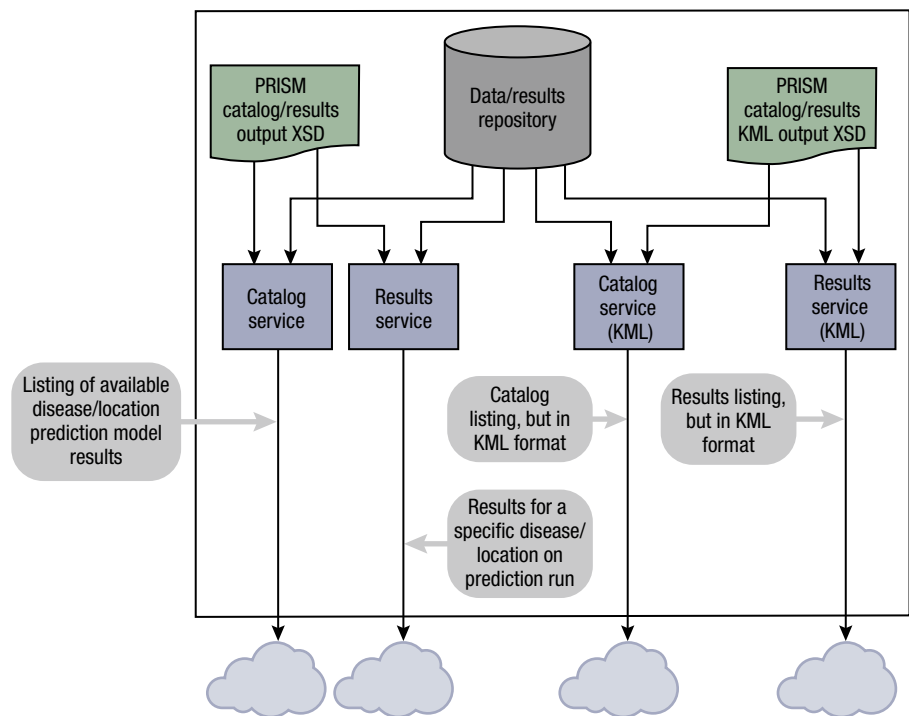 PRISM
catalog/results
output XSD
Data/results
repository
PRISM
catalog/results
KML output XSD
Catalog
service
Results
service
Catalog
service
(KML)
Results
service
(KML)
Listing of available
disease/location
prediction model
results
Catalog
listing, but in
KML format
Results listing,
but in KML
format
Results for a
specific disease/
location on
prediction run